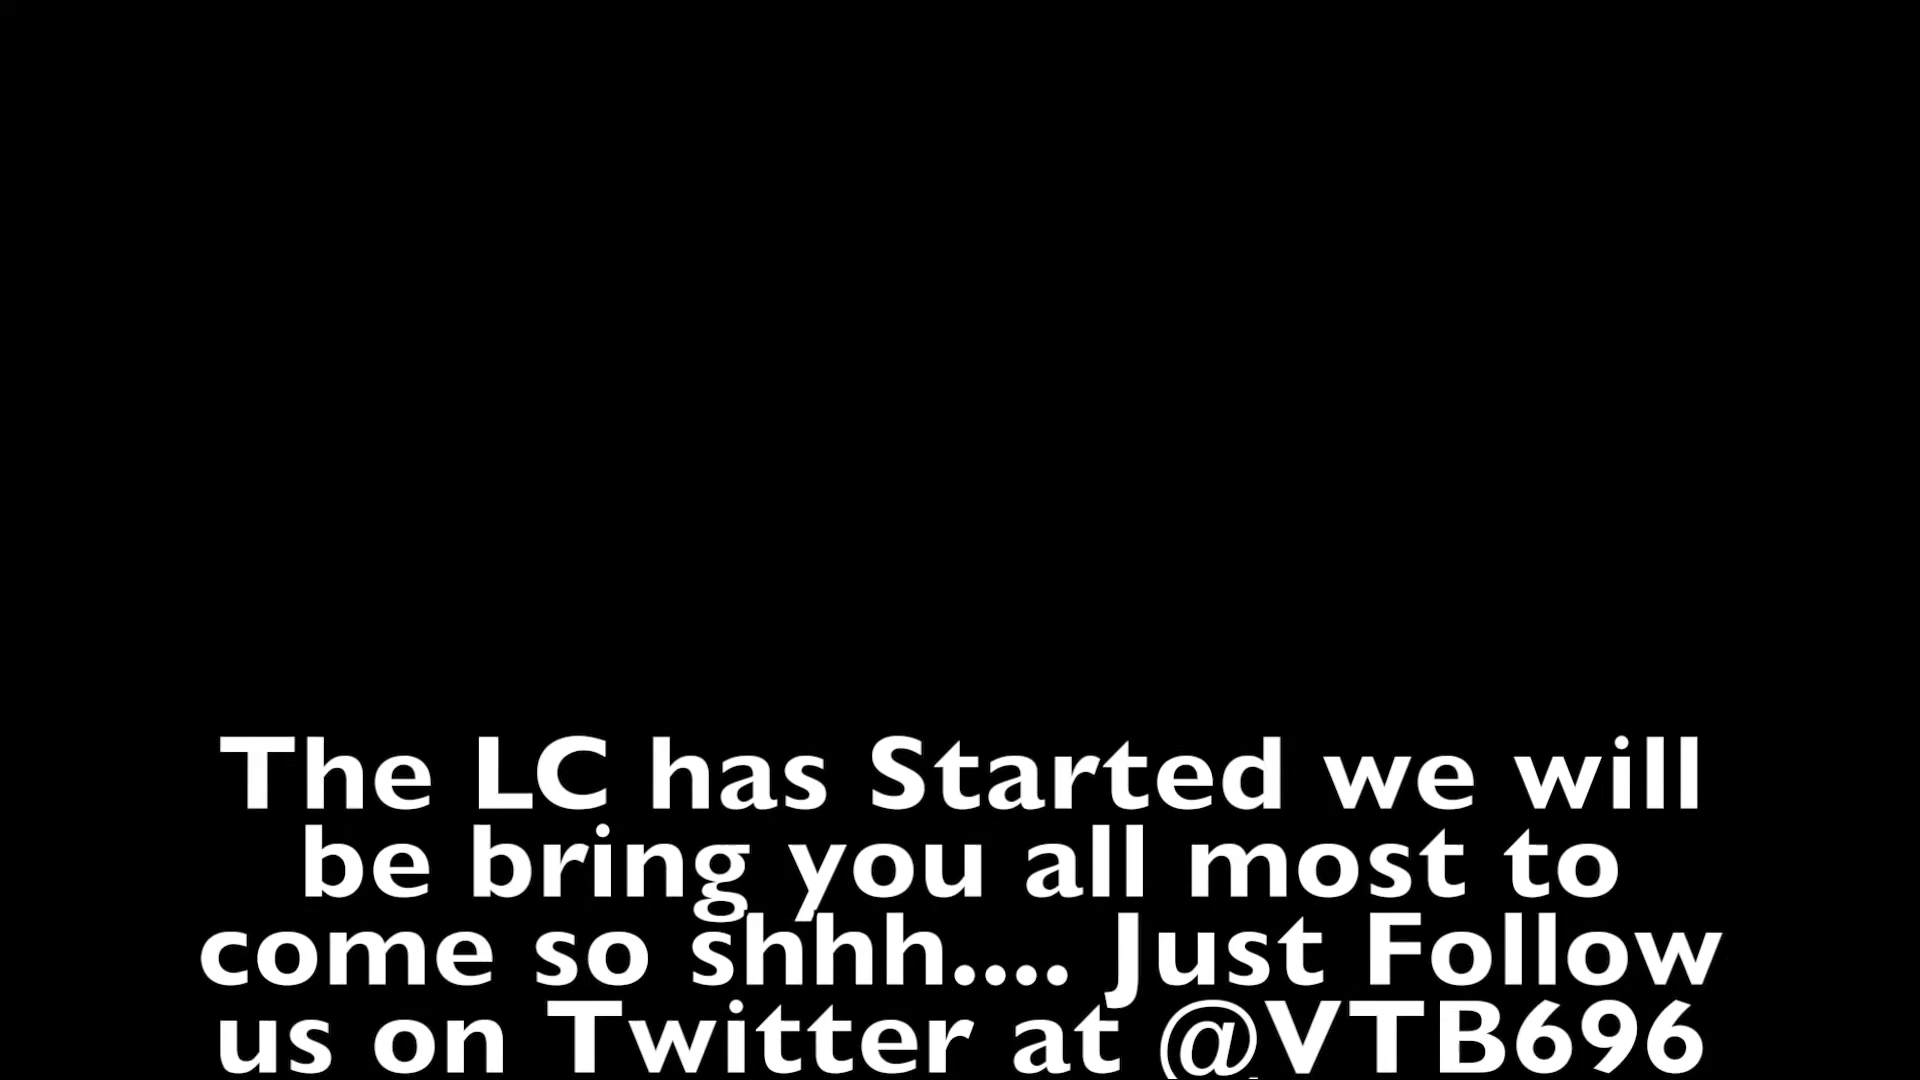 The LC has Started we will
be bring you all most to
come so shhh.... Just Follow
us on Twitter at @VTB696